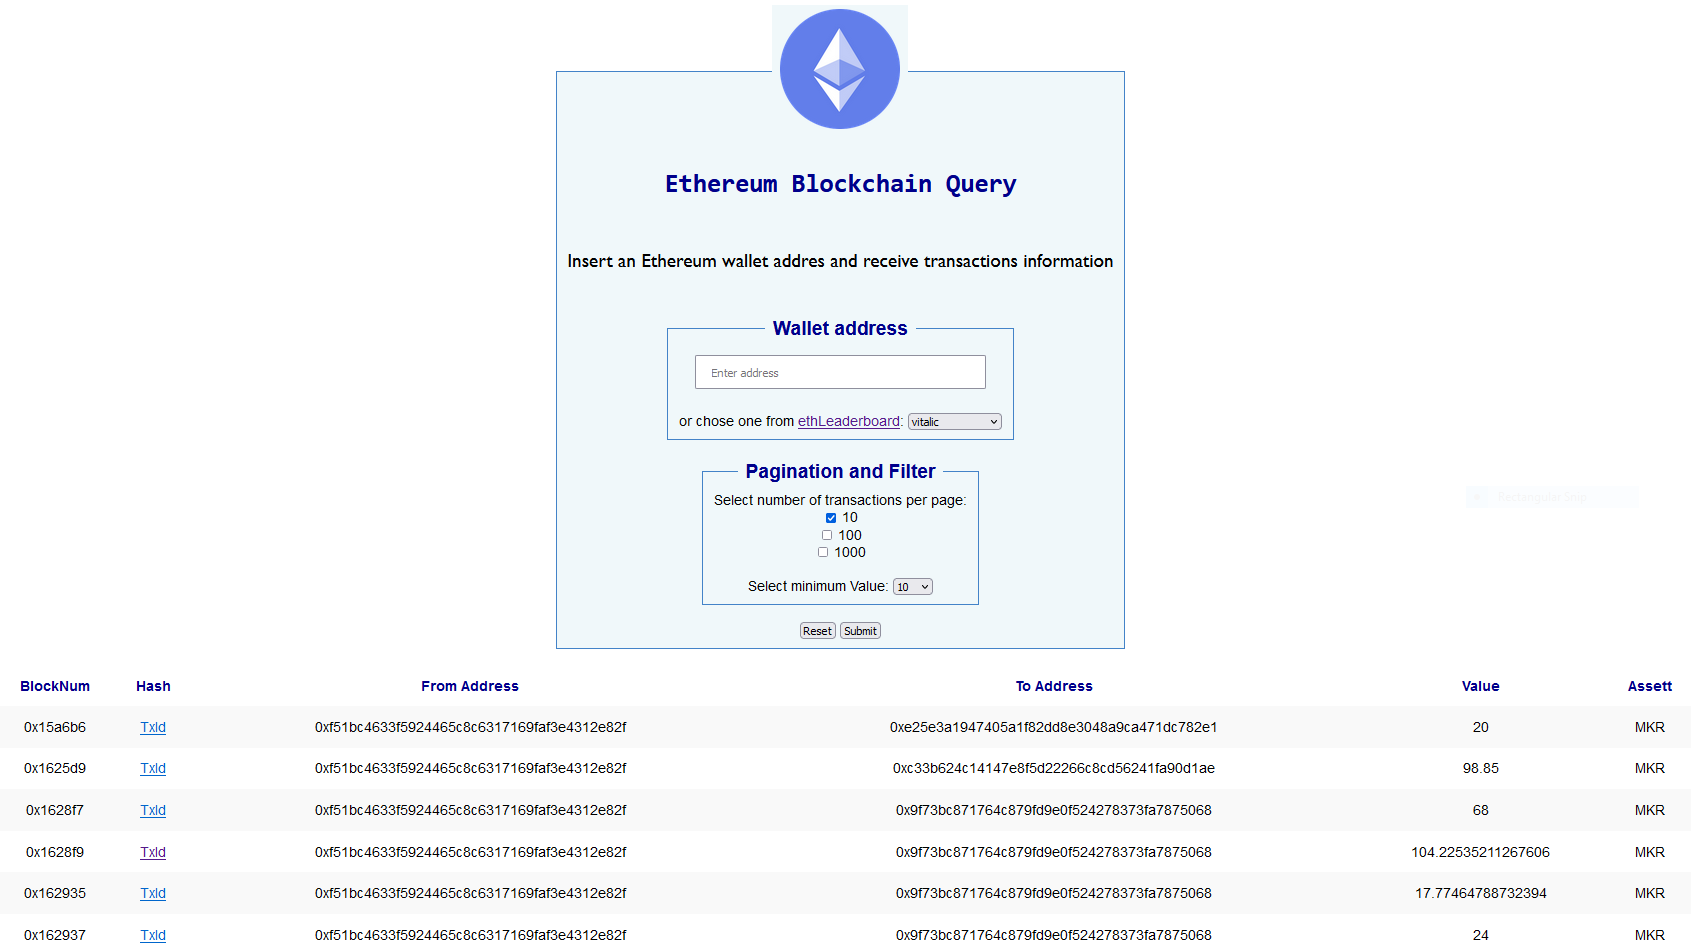 Ethereum Blockchain Query
Insert an Ethereum wallet addres and receive transactions information
Wallet address
Enter address
or chose one from ethLeaderboard: vitalic
Pagination and Filter
Select number of transactions per page:
10
100
1000
Select minimum Value: 10
Reset Submit
Rectangular Snip
BlockNum Hash From Address To Address Value Assett
0x15a6b6 TxId 0xf51bc4633f5924465c8c6317169faf3e4312e82f 0xe25e3a1947405a1f82dd8e3048a9ca471dc782e1 20 MKR
0x1625d9 TxId 0xf51bc4633f5924465c8c6317169faf3e4312e82f 0xc33b624c14147e8f5d22266c8cd56241fa90d1ae 98.85 MKR
0x1628f7 TxId 0xf51bc4633f5924465c8c6317169faf3e4312e82f 0x9f73bc871764c879fd9e0f524278373fa7875068 68 MKR
0x1628f9 TxId 0xf51bc4633f5924465c8c6317169faf3e4312e82f 0x9f73bc871764c879fd9e0f524278373fa7875068 104.22535211267606 MKR
0x162935 TxId 0xf51bc4633f5924465c8c6317169faf3e4312e82f 0x9f73bc871764c879fd9e0f524278373fa7875068 17.77464788732394 MKR
0x162937 TxId 0xf51bc4633f5924465c8c6317169faf3e4312e82f 0x9f73bc871764c879fd9e0f524278373fa7875068 24 MKR